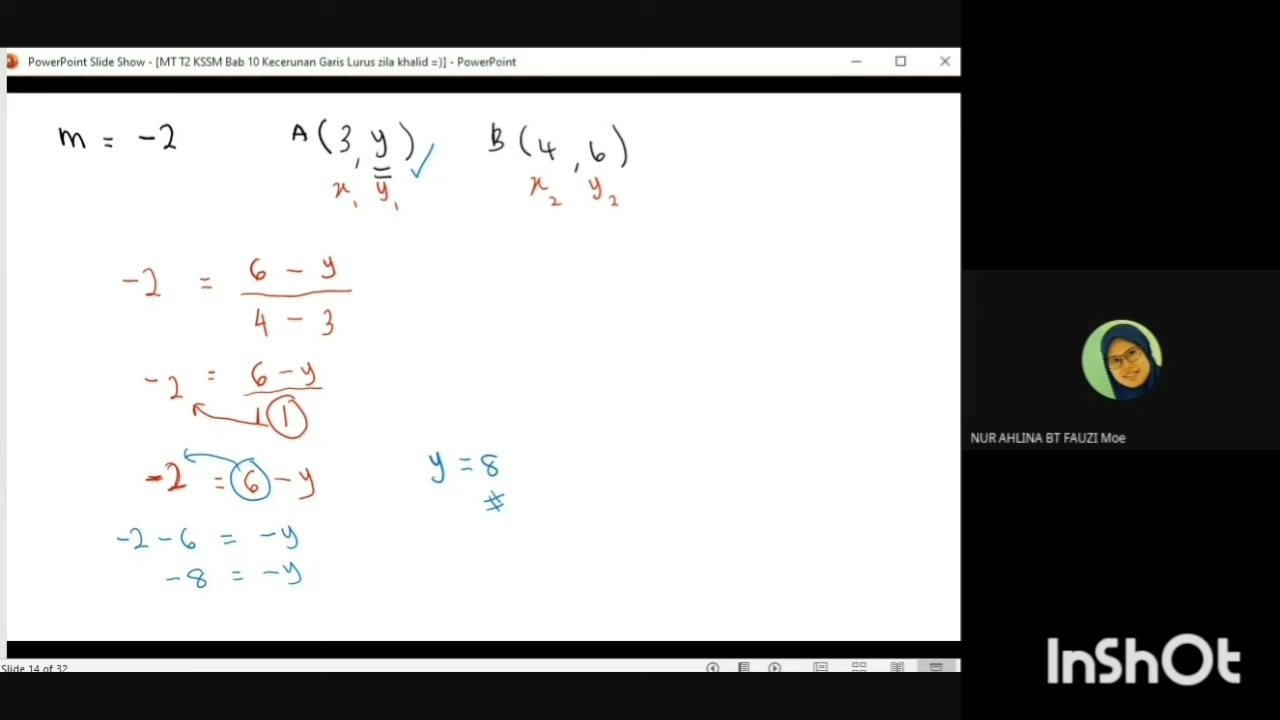 PowerPoint Slide Show - [MT T2 KSSM Bab 10 Kecerunan Garis Lurus zila khalid =)] - PowerPoint
m = -2 A (3, y) ✓ B (4, 6)
x₁ y₁ x₂ y₂
-2 = (6 - y) / (4 - 3)
-2 = (6 - y) / 1
-2 = 6 - y
-2 - 6 = -y
-8 = -y
y = 8
#
NUR AHLINA BT FAUZI Moe
Slide 14 of 32
InShOt